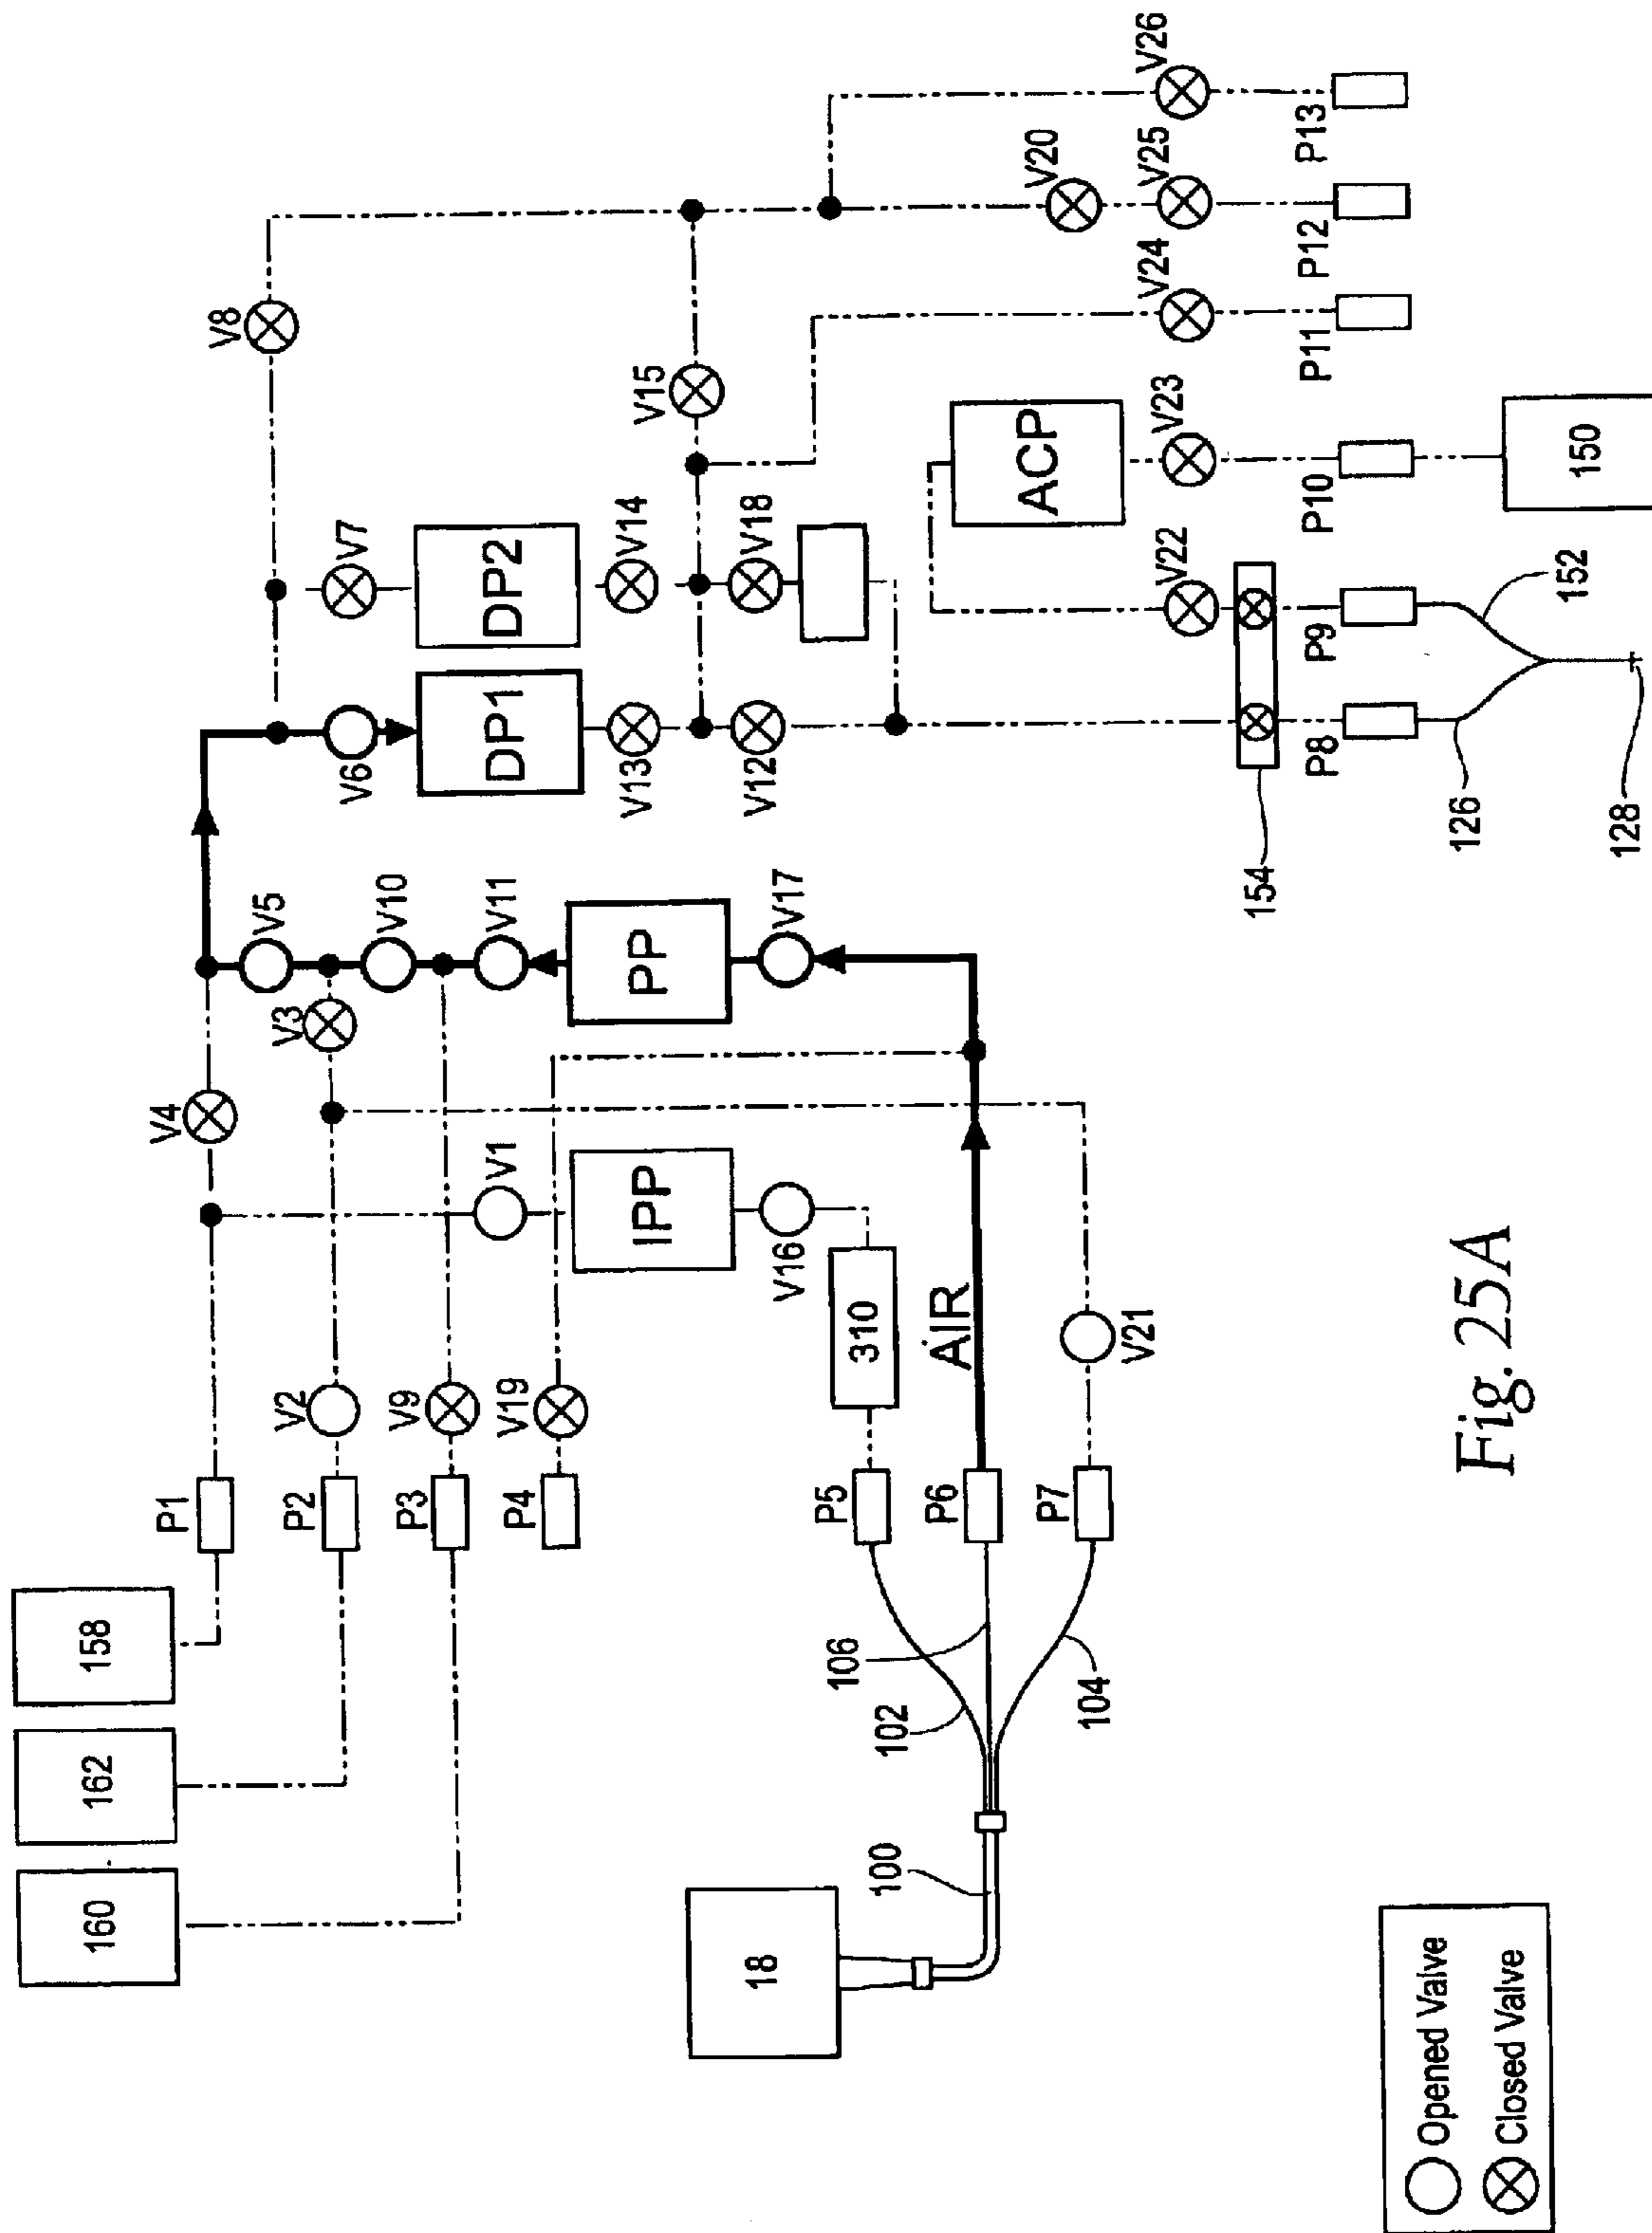 160
162
158
P1
P2
P3
P4
V2
V9
V19
V4
V3
V1
V5
V10
V11
V17
PP
IPP
V16
310
P5
P6
P7
AIR
V21
18
100
102
106
104
V8
V7
V6
DP2
DP1
V14
V13
V18
V12
V15
V20
V26
V25
V24
V23
V22
ACP
P13
P12
P11
P10
P9
P8
150
152
154
126
128
Opened Valve
Closed Valve
Fig. 25A